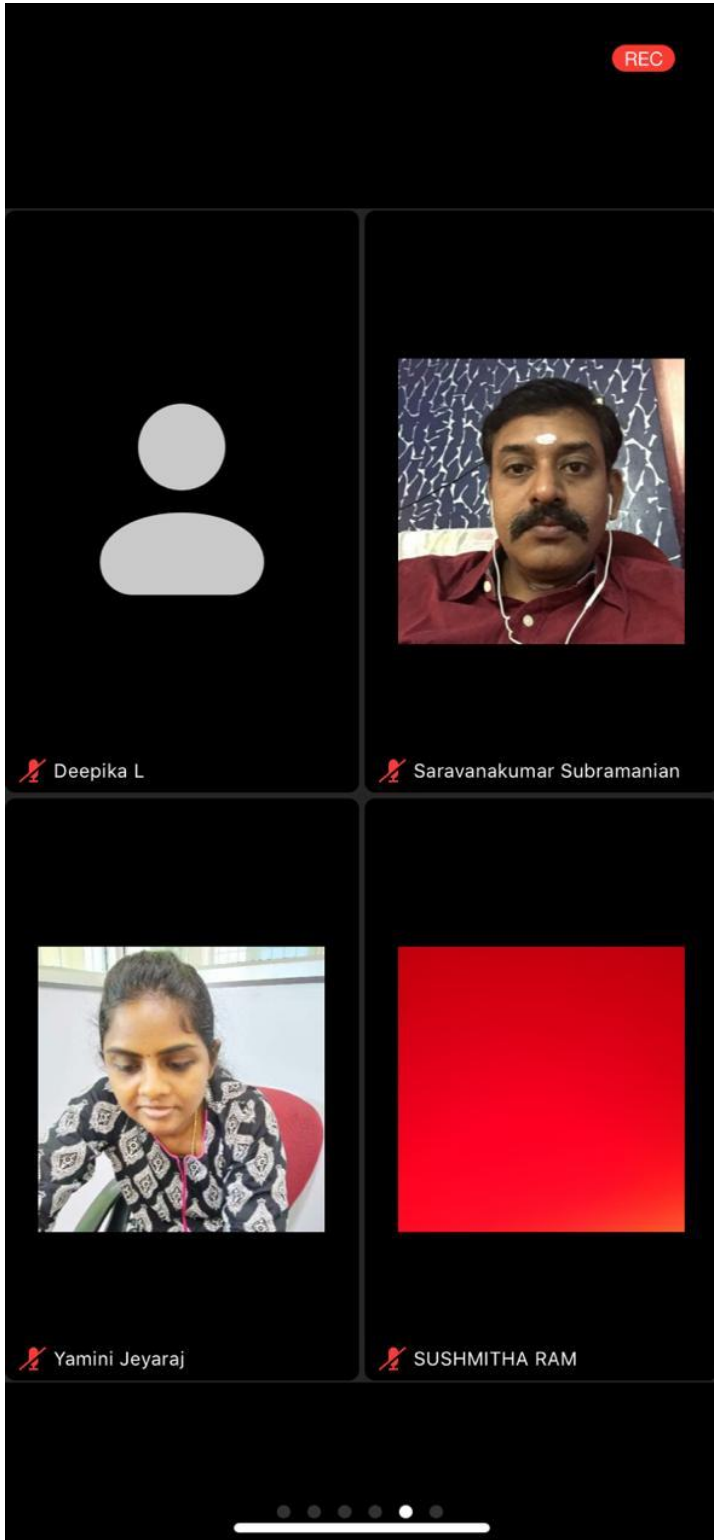 REC
Deepika L
Saravanakumar Subramanian
Yamini Jeyaraj
SUSHMITHA RAM